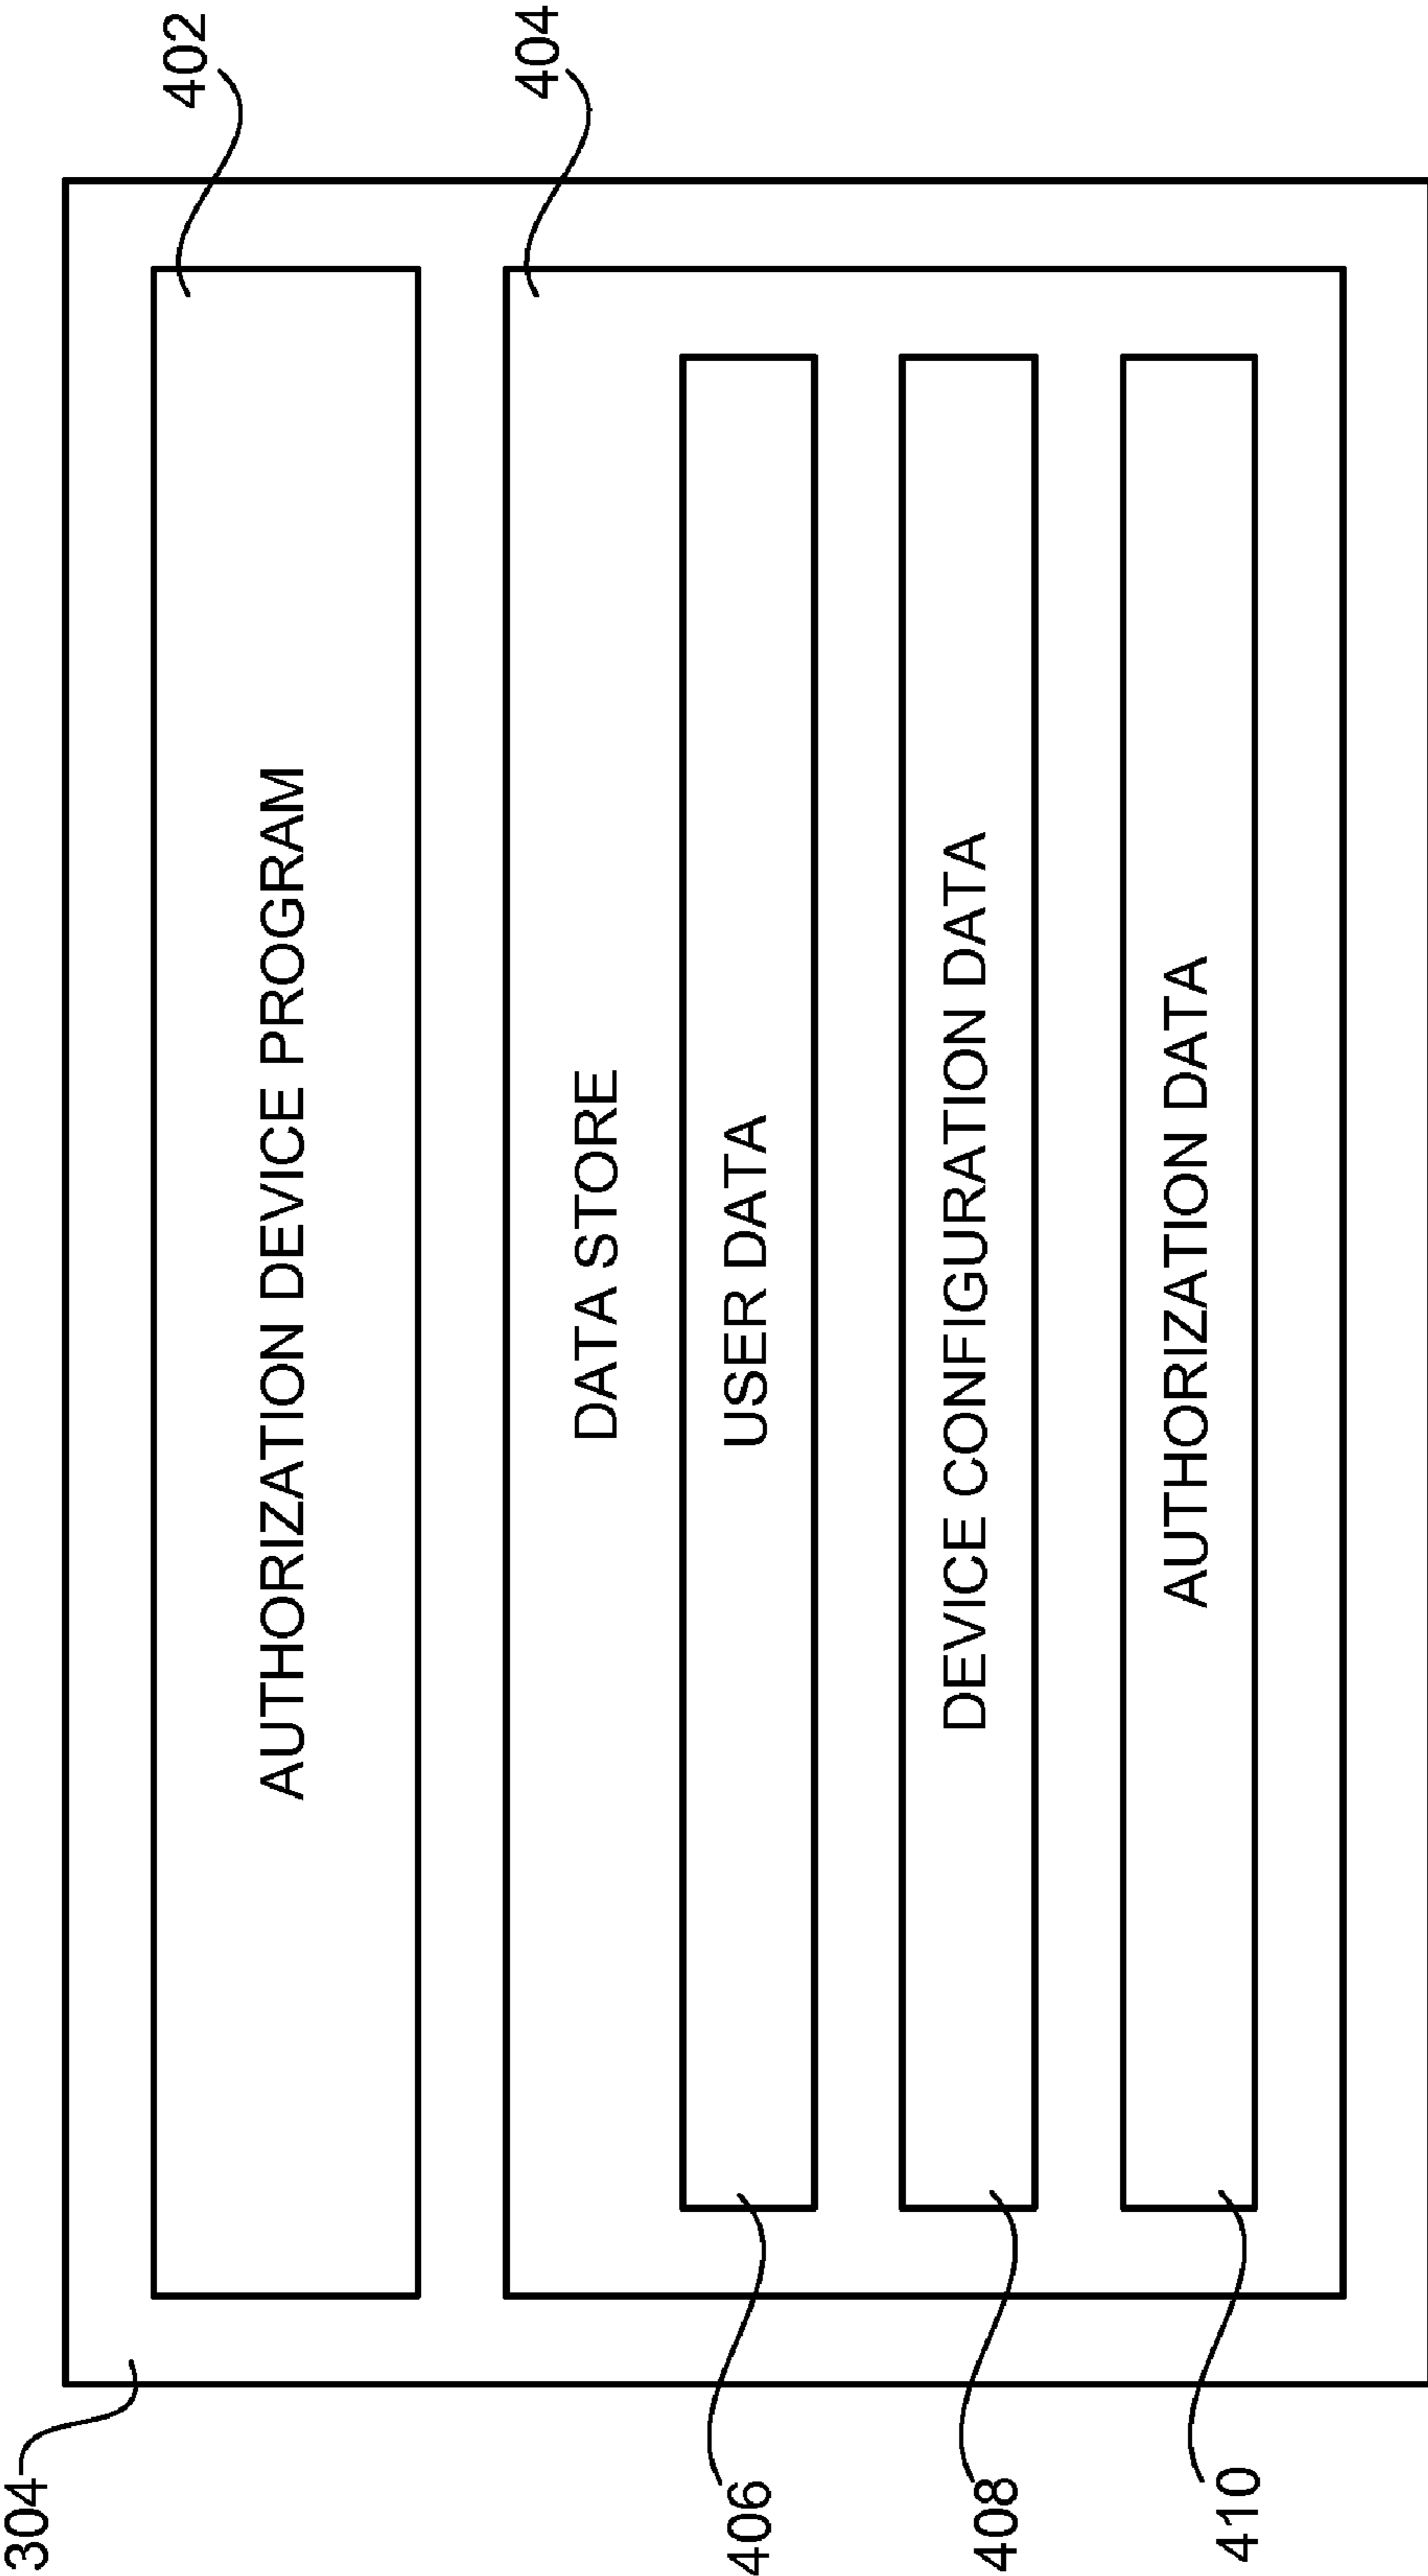 304
402
AUTHORIZATION DEVICE PROGRAM
404
DATA STORE
406
USER DATA
408
DEVICE CONFIGURATION DATA
410
AUTHORIZATION DATA